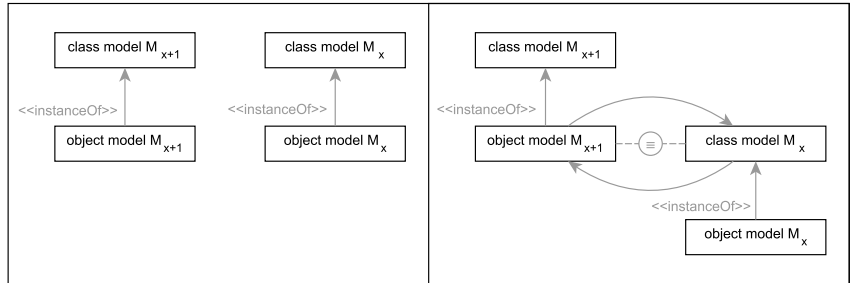 class model M x+1
class model M x
<<instanceOf>>
<<instanceOf>>
object model M x+1
object model M x
class model M x+1
<<instanceOf>>
object model M x+1
≡
class model M x
<<instanceOf>>
object model M x